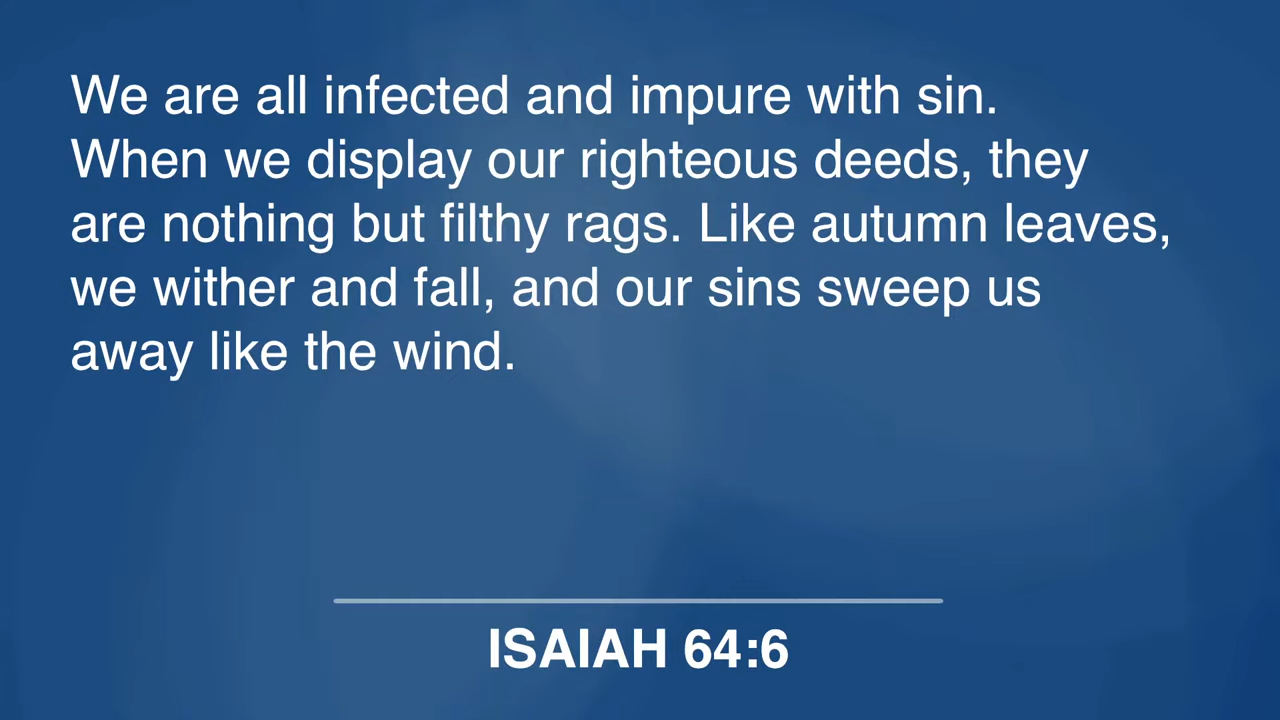 We are all infected and impure with sin.
When we display our righteous deeds, they
are nothing but filthy rags. Like autumn leaves,
we wither and fall, and our sins sweep us
away like the wind.
ISAIAH 64:6